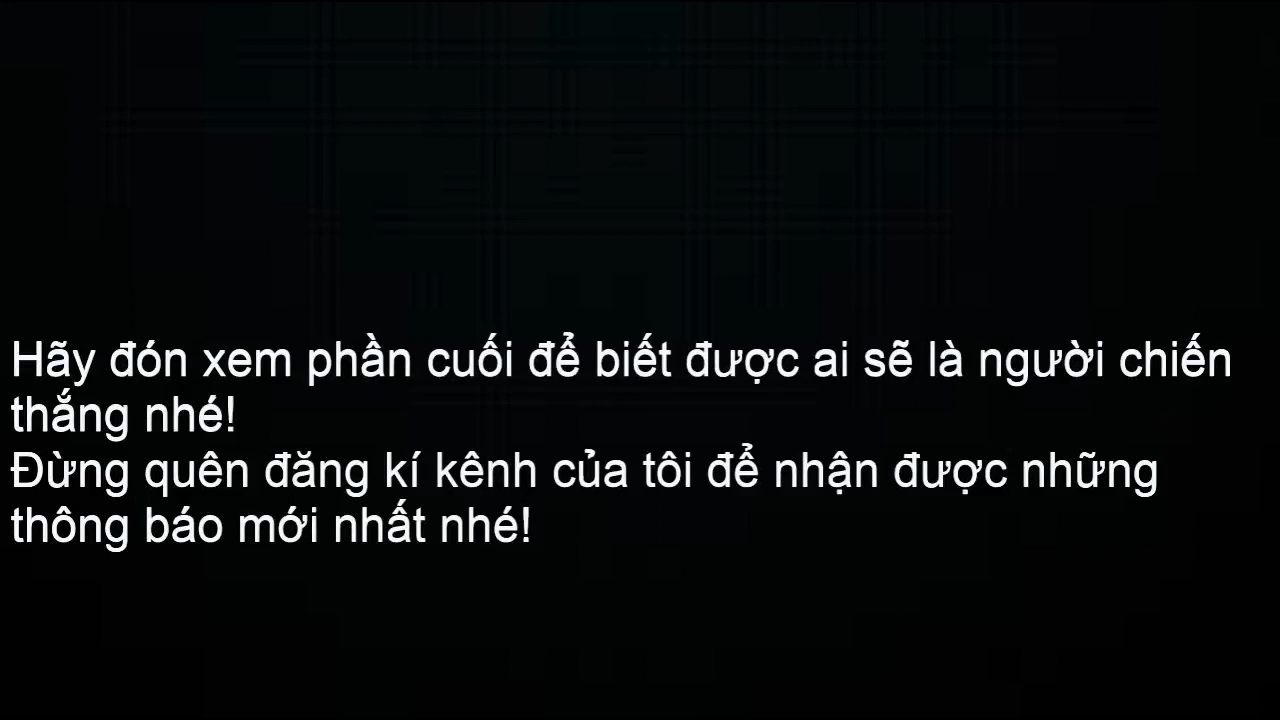 Hãy đón xem phần cuối để biết được ai sẽ là người chiến
thắng nhé!
Đừng quên đăng kí kênh của tôi để nhận được những
thông báo mới nhất nhé!